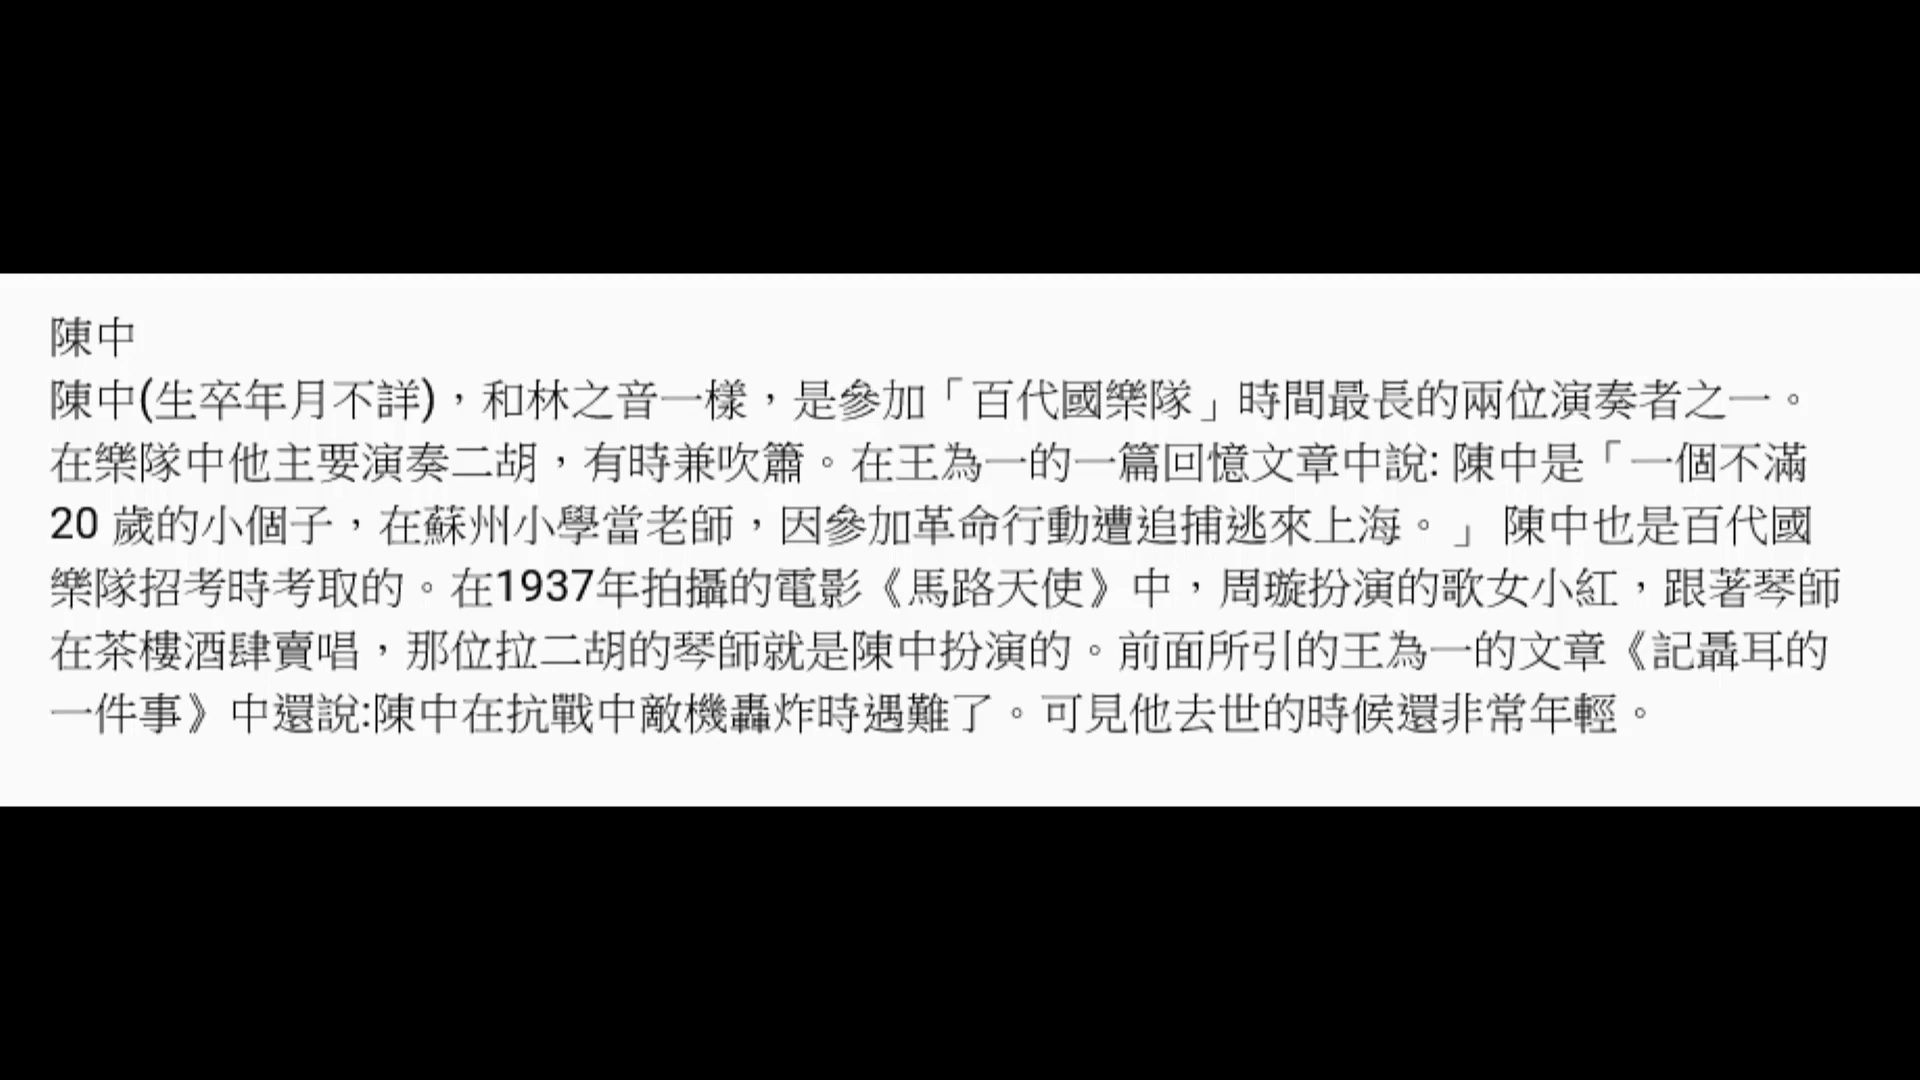 陳中
陳中(生卒年月不詳)，和林之音一樣，是參加「百代國樂隊」時間最長的兩位演奏者之一。
在樂隊中他主要演奏二胡，有時兼吹簫。在王為一的一篇回憶文章中說: 陳中是「一個不滿
20 歲的小個子，在蘇州小學當老師，因參加革命行動遭追捕逃來上海。」 陳中也是百代國
樂隊招考時考取的。在1937年拍攝的電影《馬路天使》中，周璇扮演的歌女小紅，跟著琴師
在茶樓酒肆賣唱，那位拉二胡的琴師就是陳中扮演的。前面所引的王為一的文章《記聶耳的
一件事》中還說:陳中在抗戰中敵機轟炸時遇難了。可見他去世的時候還非常年輕。